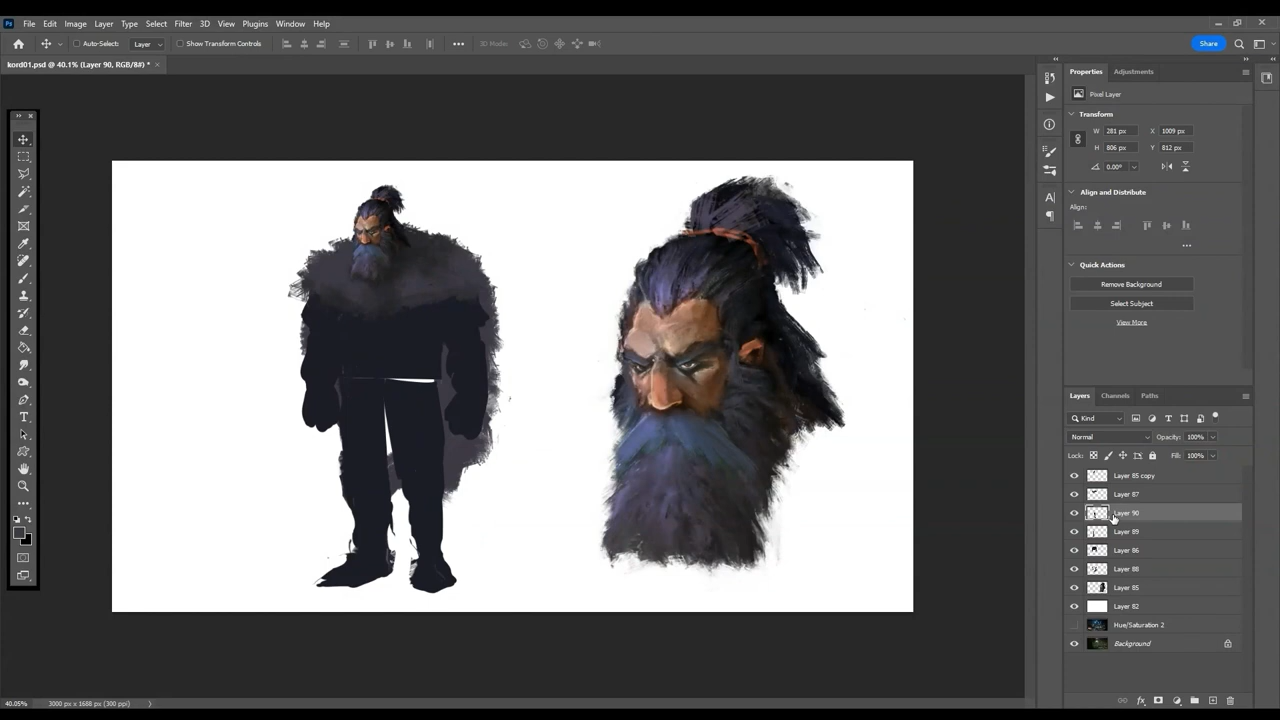 Ps File Edit Image Layer Type Select Filter 3D View Plugins Window Help
Auto-Select: Layer Show Transform Controls 3D Mode: Share
kord01.psd @ 40.1% (Layer 90, RGB/8#) *
Properties Adjustments
Pixel Layer
Transform
W 281 px X 1009 px
H 806 px Y 812 px
0.00°
Align and Distribute
Align:
Quick Actions
Remove Background
Select Subject
View More
Layers Channels Paths
Kind
Normal Opacity: 100%
Lock: Fill: 100%
Layer 85 copy
Layer 87
Layer 90
Layer 89
Layer 86
Layer 88
Layer 85
Layer 82
Hue/Saturation 2
Background
40.05% 3000 px x 1688 px (300 ppi)